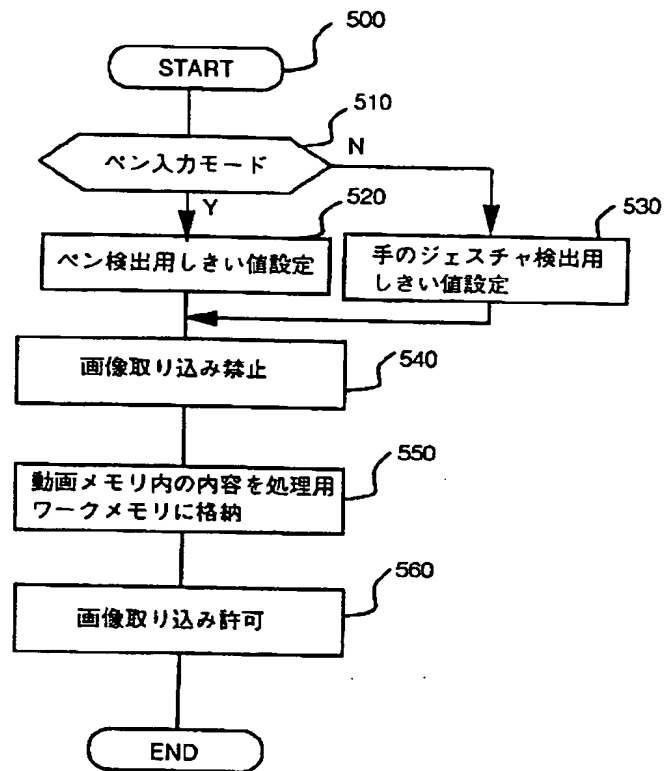 500
START
510
ペン入力モード
N
Y
520
530
ペン検出用しきい値設定
手のジェスチャ検出用
しきい値設定
画像取り込み禁止
540
550
動画メモリ内の内容を処理用
ワークメモリに格納
560
画像取り込み許可
END